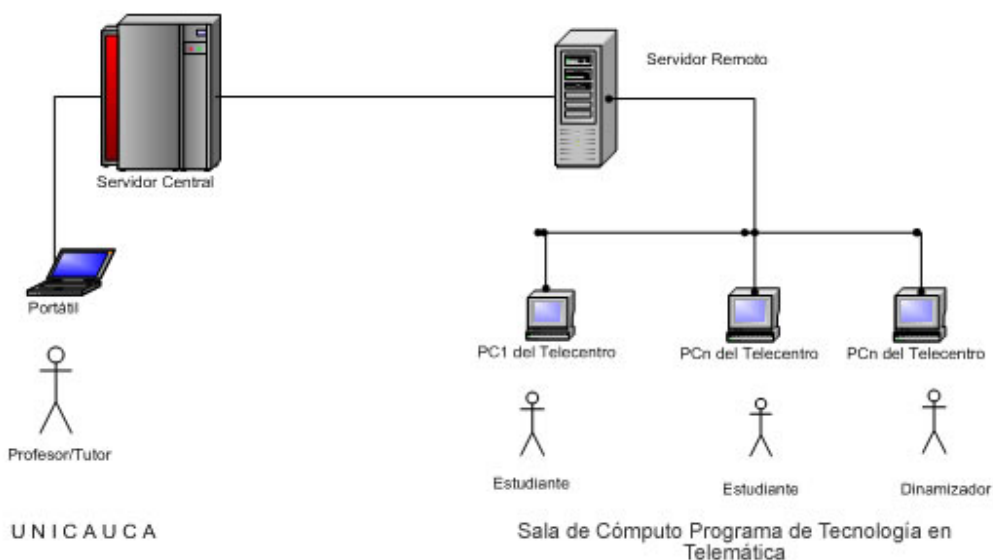 Servidor Remoto
Servidor Central
Portátil
PC1 del Telecentro
PCn del Telecentro
PCn del Telecentro
Profesor/Tutor
Estudiante
Estudiante
Dinamizador
U N I C A U C A
Sala de Cómputo Programa de Tecnología en
Telemática